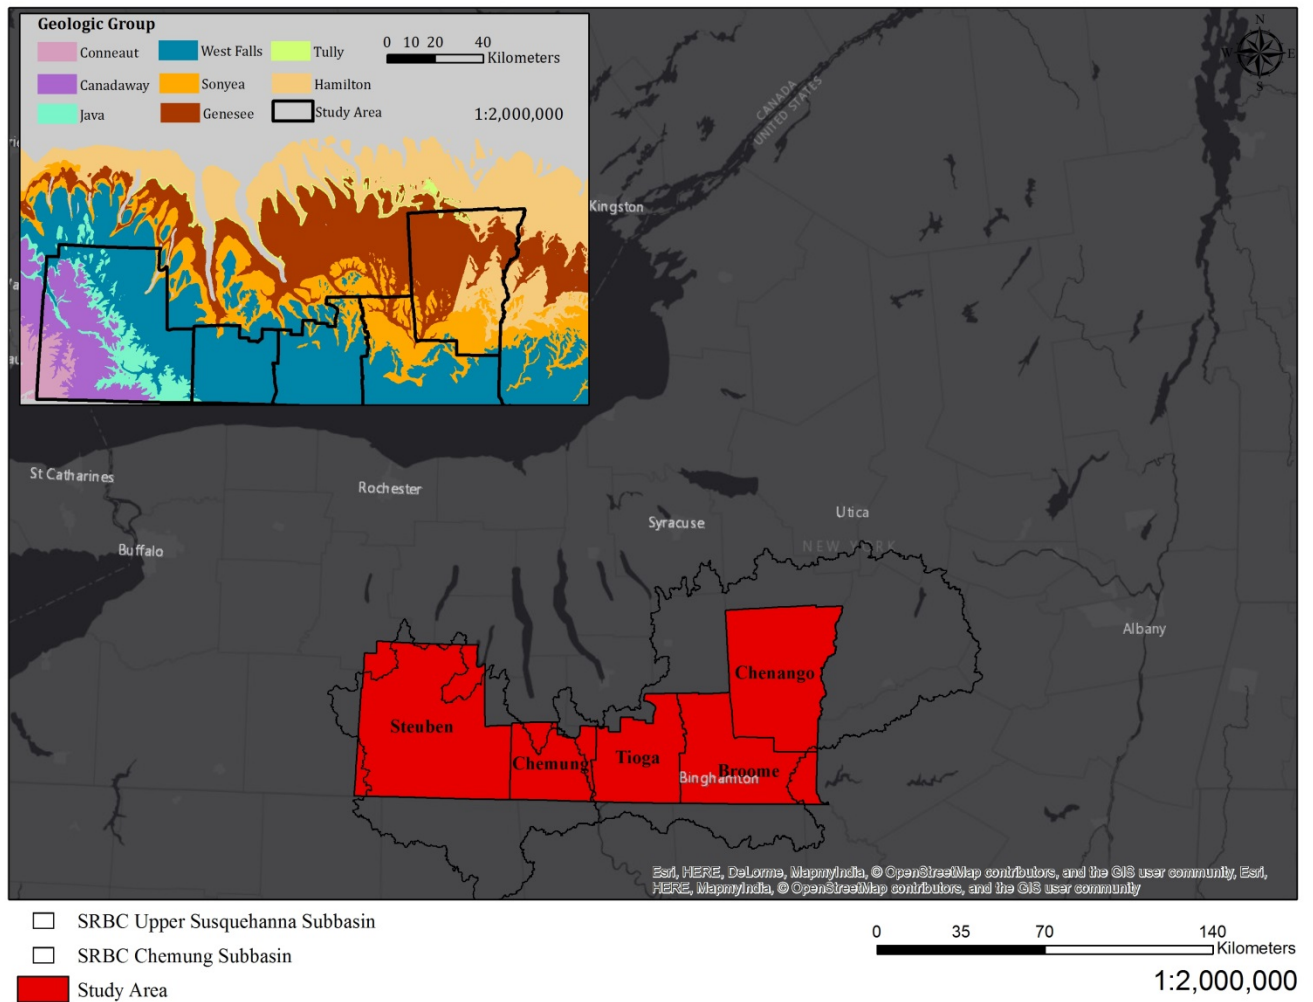 Geologic Group
Conneaut
West Falls
Tully
Canadaway
Sonyea
Hamilton
Java
Genesee
Study Area
0 10 20 40
Kilometers
1:2,000,000
N
W
E
S
CANADA
UNITED STATES
Kingston
St Catharines
Rochester
Buffalo
Syracuse
Utica
NEW YORK
Albany
Chenango
Steuben
Chemung
Tioga
Broome
Binghamton
Esri, HERE, DeLorme, MapmyIndia, © OpenStreetMap contributors, and the GIS user community, Esri,
HERE, MapmyIndia, © OpenStreetMap contributors, and the GIS user community
SRBC Upper Susquehanna Subbasin
SRBC Chemung Subbasin
Study Area
0 35 70 140
Kilometers
1:2,000,000